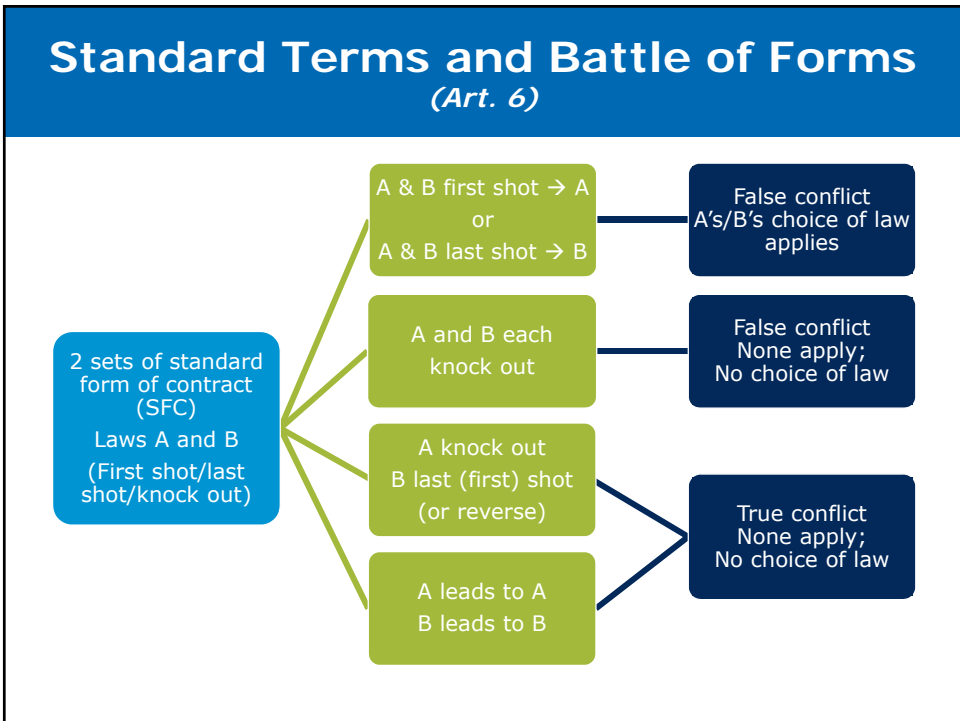 Standard Terms and Battle of Forms
(Art. 6)
2 sets of standard
form of contract
(SFC)
Laws A and B
(First shot/last
shot/knock out)
A & B first shot → A
or
A & B last shot → B
False conflict
A's/B's choice of law
applies
A and B each
knock out
False conflict
None apply;
No choice of law
A knock out
B last (first) shot
(or reverse)
A leads to A
B leads to B
True conflict
None apply;
No choice of law